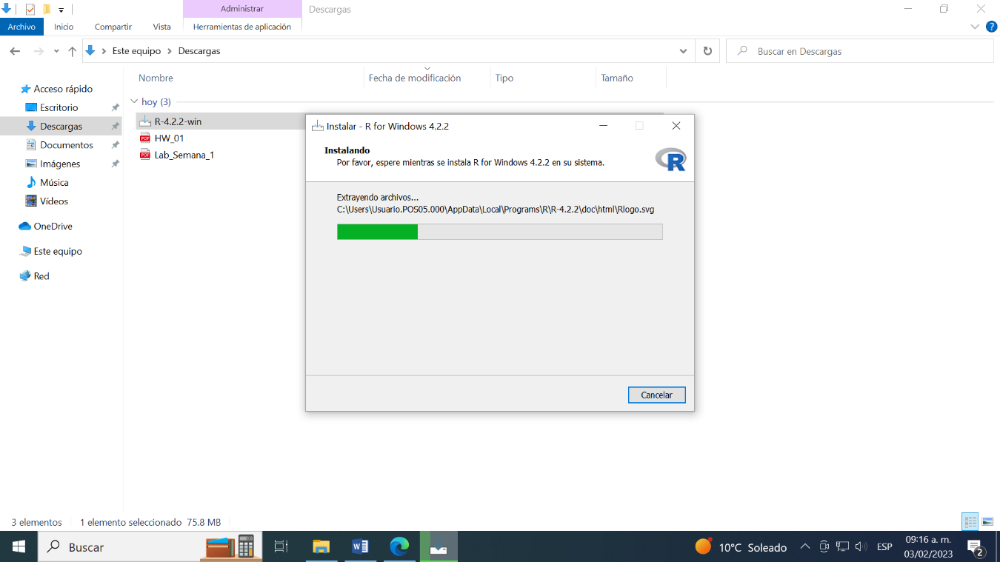 Administrar
Descargas
Archivo
Inicio
Compartir
Vista
Herramientas de aplicación
?
Este equipo
Descargas
Buscar en Descargas
Nombre
Fecha de modificación
Tipo
Tamaño
Acceso rápido
Escritorio
Descargas
Documentos
Imágenes
Música
Vídeos
OneDrive
Este equipo
Red
hoy (3)
R-4.2.2-win
HW_01
Lab_Semana_1
Instalar - R for Windows 4.2.2
Instalando
Por favor, espere mientras se instala R for Windows 4.2.2 en su sistema.
R
Extrayendo archivos...
C:\Users\Usuario.POS05.000\AppData\Local\Programs\R\R-4.2.2\doc\html\Rlogo.svg
Cancelar
3 elementos
1 elemento seleccionado 75.8 MB
Buscar
10°C Soleado
ESP
09:16 a. m.
03/02/2023
2